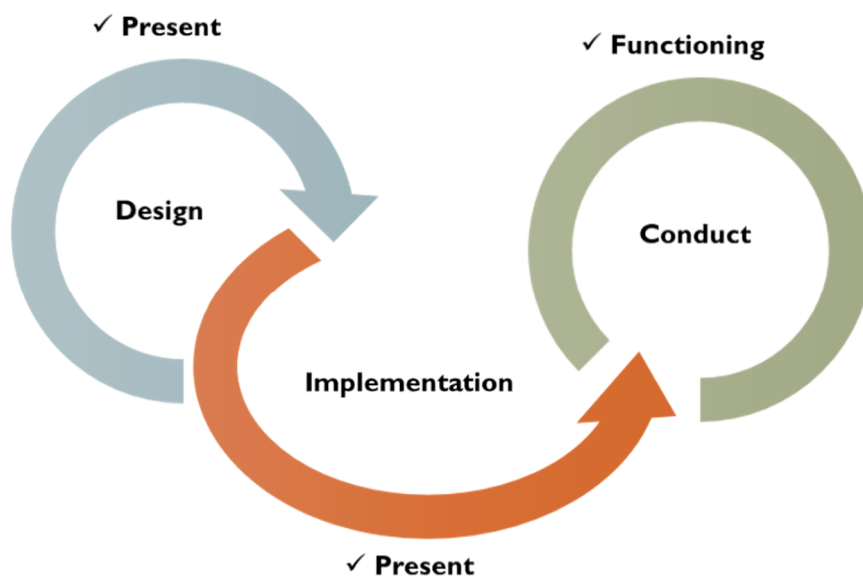 ✓ Present
✓ Functioning
Design
Conduct
Implementation
✓ Present